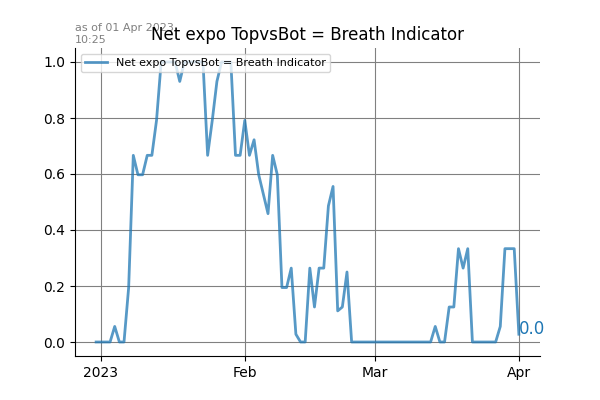 as of 01 Apr 2023
10:25
Net expo TopvsBot = Breath Indicator
Net expo TopvsBot = Breath Indicator
1.0
0.8
0.6
0.4
0.2
0.0
0.0
2023
Feb
Mar
Apr